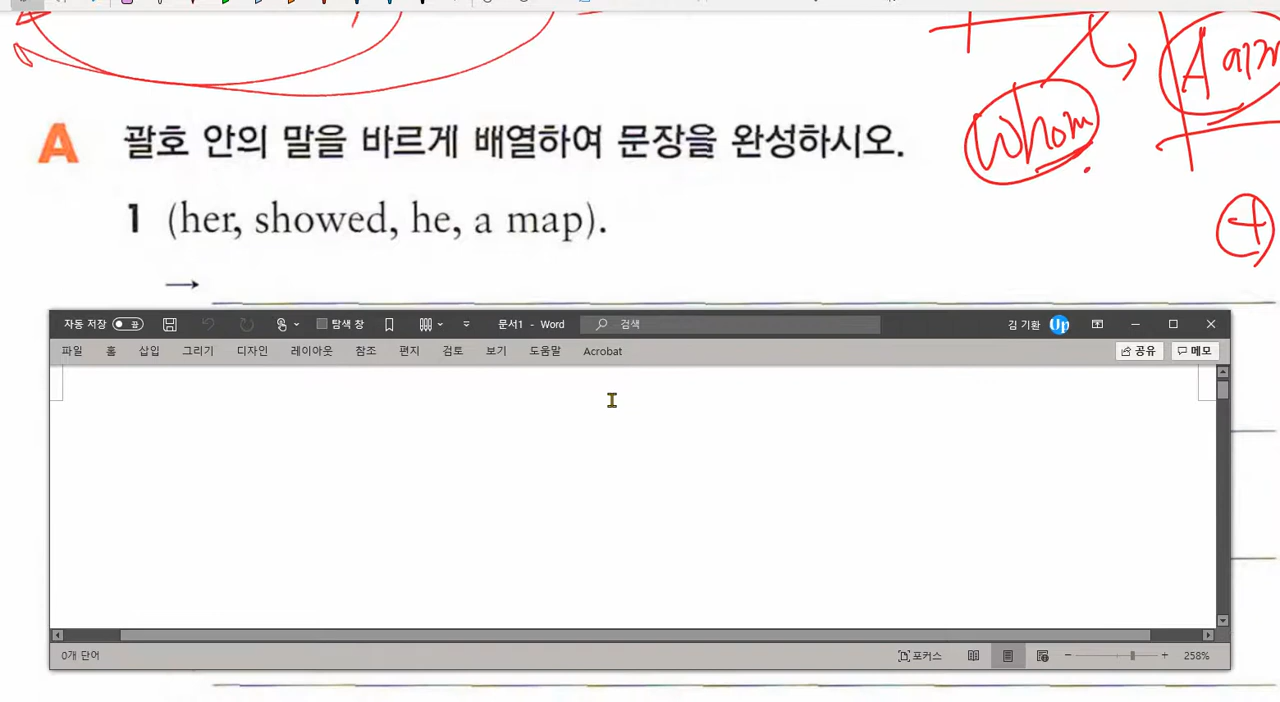 Whom
A
A 괄호 안의 말을 바르게 배열하여 문장을 완성하시오.
1 (her, showed, he, a map).
→
자동 저장 끔 탐색 창 문서1 - Word 검색 김 기환 Up
파일 홈 삽입 그리기 디자인 레이아웃 참조 편지 검토 보기 도움말 Acrobat 공유 메모
0개 단어 포커스 258%